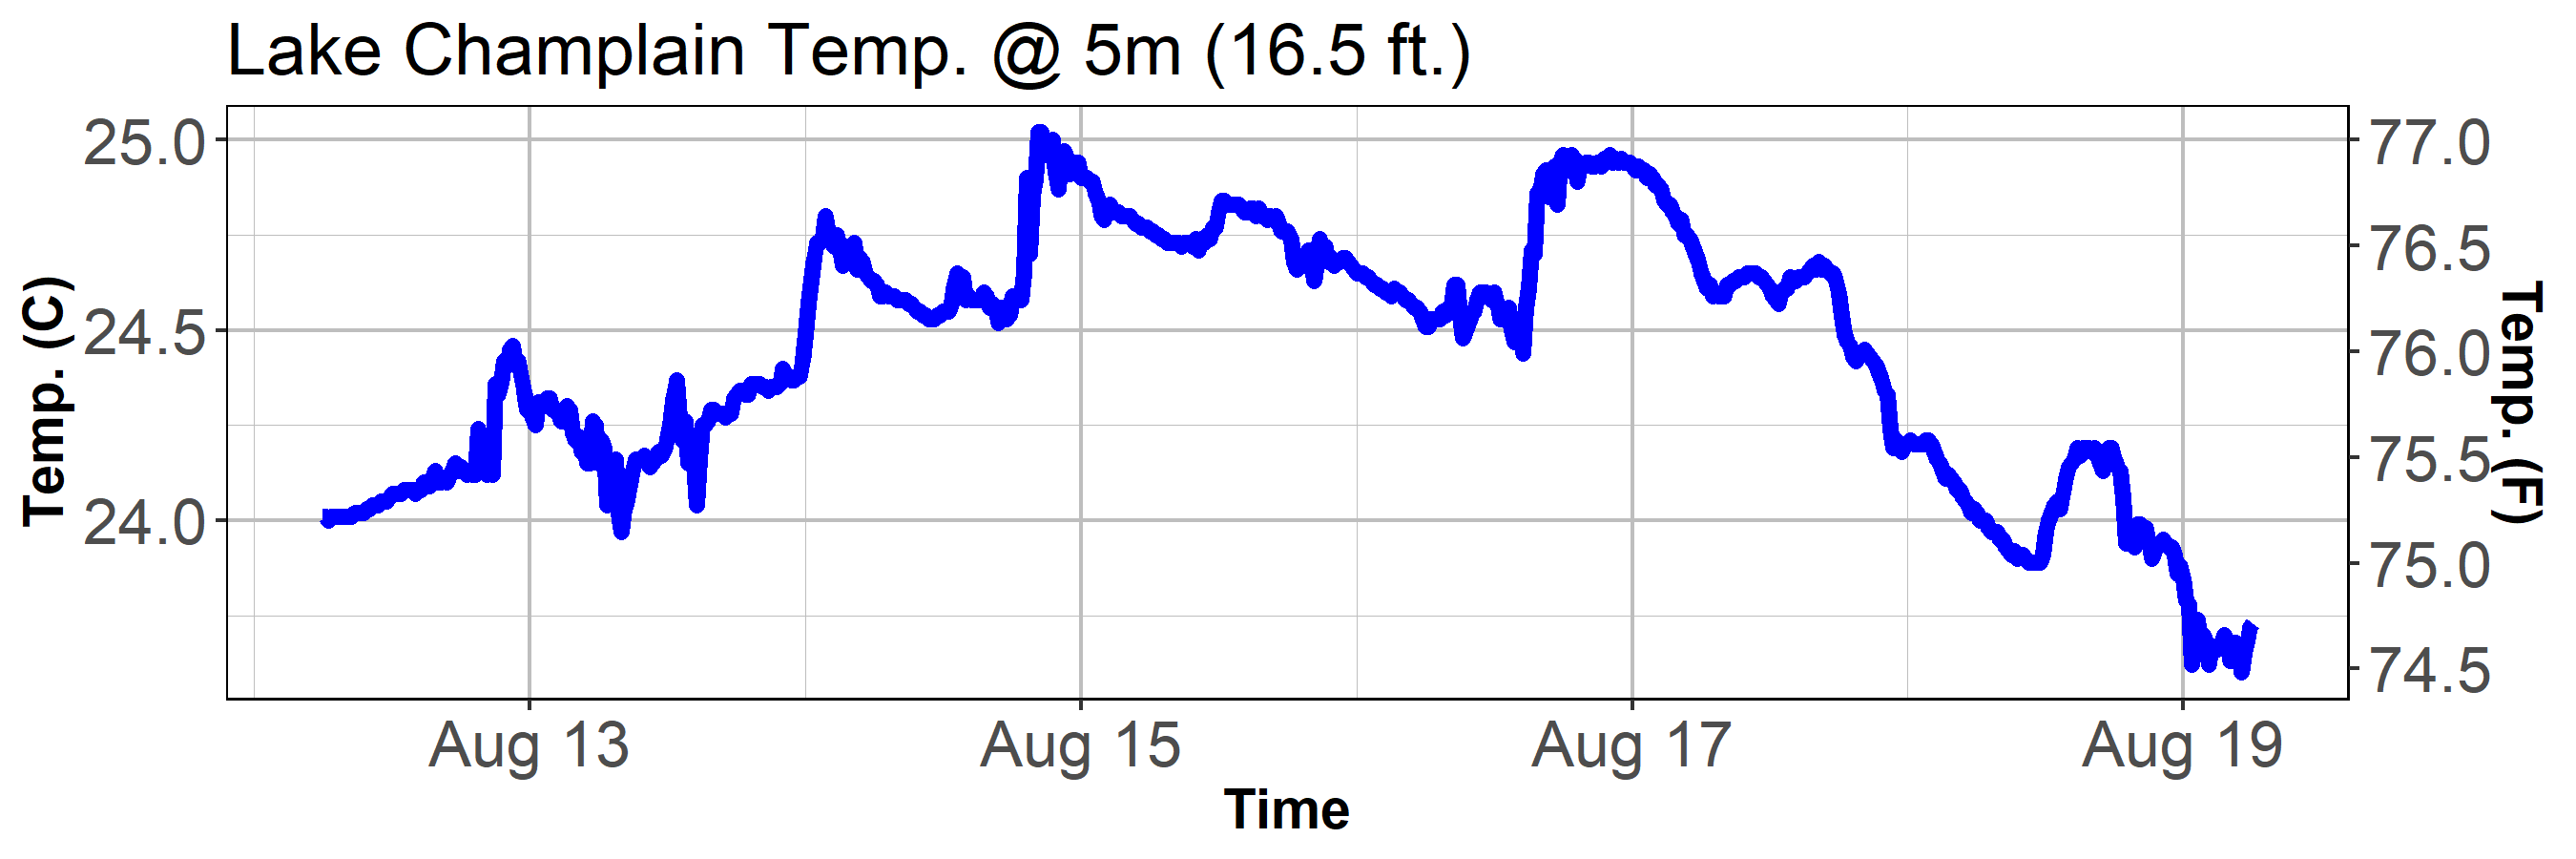 Lake Champlain Temp. @ 5m (16.5 ft.)
Temp. (C)
25.0
24.5
24.0
77.0
76.5
76.0
75.5
75.0
74.5
Temp. (F)
Aug 13
Aug 15
Aug 17
Aug 19
Time